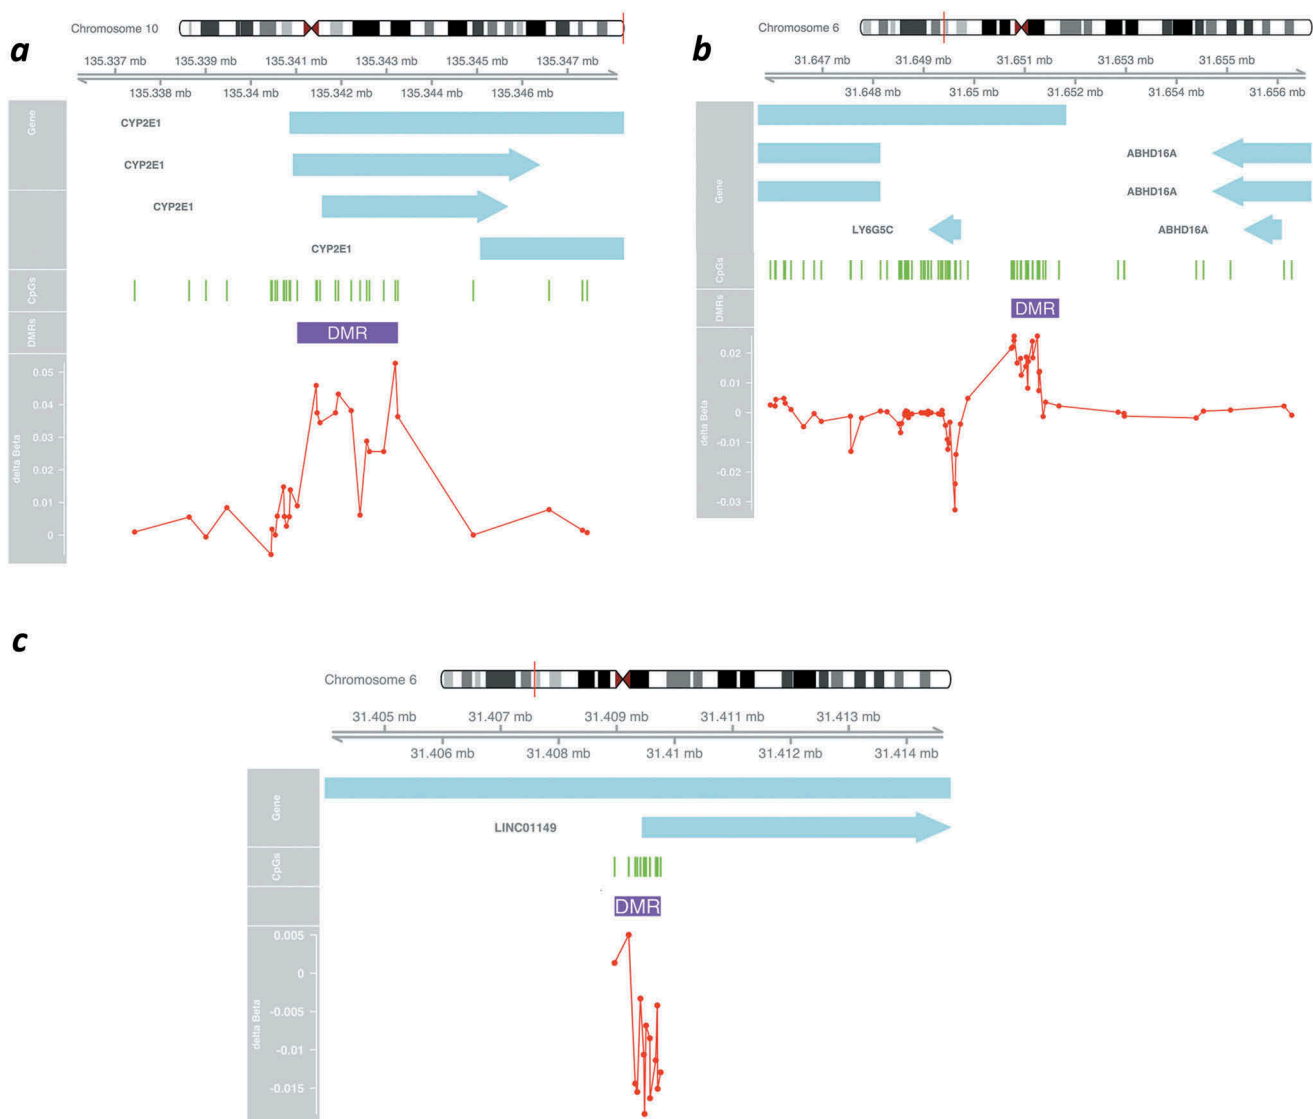 a
Chromosome 10
135.337 mb 135.339 mb 135.341 mb 135.343 mb 135.345 mb 135.347 mb
135.338 mb 135.34 mb 135.342 mb 135.344 mb 135.346 mb
Gene
CYP2E1
CYP2E1
CYP2E1
CYP2E1
CpGs
DMRs
DMR
delta Beta
0.05
0.04
0.03
0.02
0.01
0
b
Chromosome 6
31.647 mb 31.649 mb 31.651 mb 31.653 mb 31.655 mb
31.648 mb 31.65 mb 31.652 mb 31.654 mb 31.656 mb
Gene
ABHD16A
ABHD16A
LY6G5C ABHD16A
CpGs
DMRs
DMR
delta Beta
0.02
0.01
0
-0.01
-0.02
-0.03
c
Chromosome 6
31.405 mb 31.407 mb 31.409 mb 31.411 mb 31.413 mb
31.406 mb 31.408 mb 31.41 mb 31.412 mb 31.414 mb
Gene
LINC01149
CpGs
DMR
delta Beta
0.005
0
-0.005
-0.01
-0.015